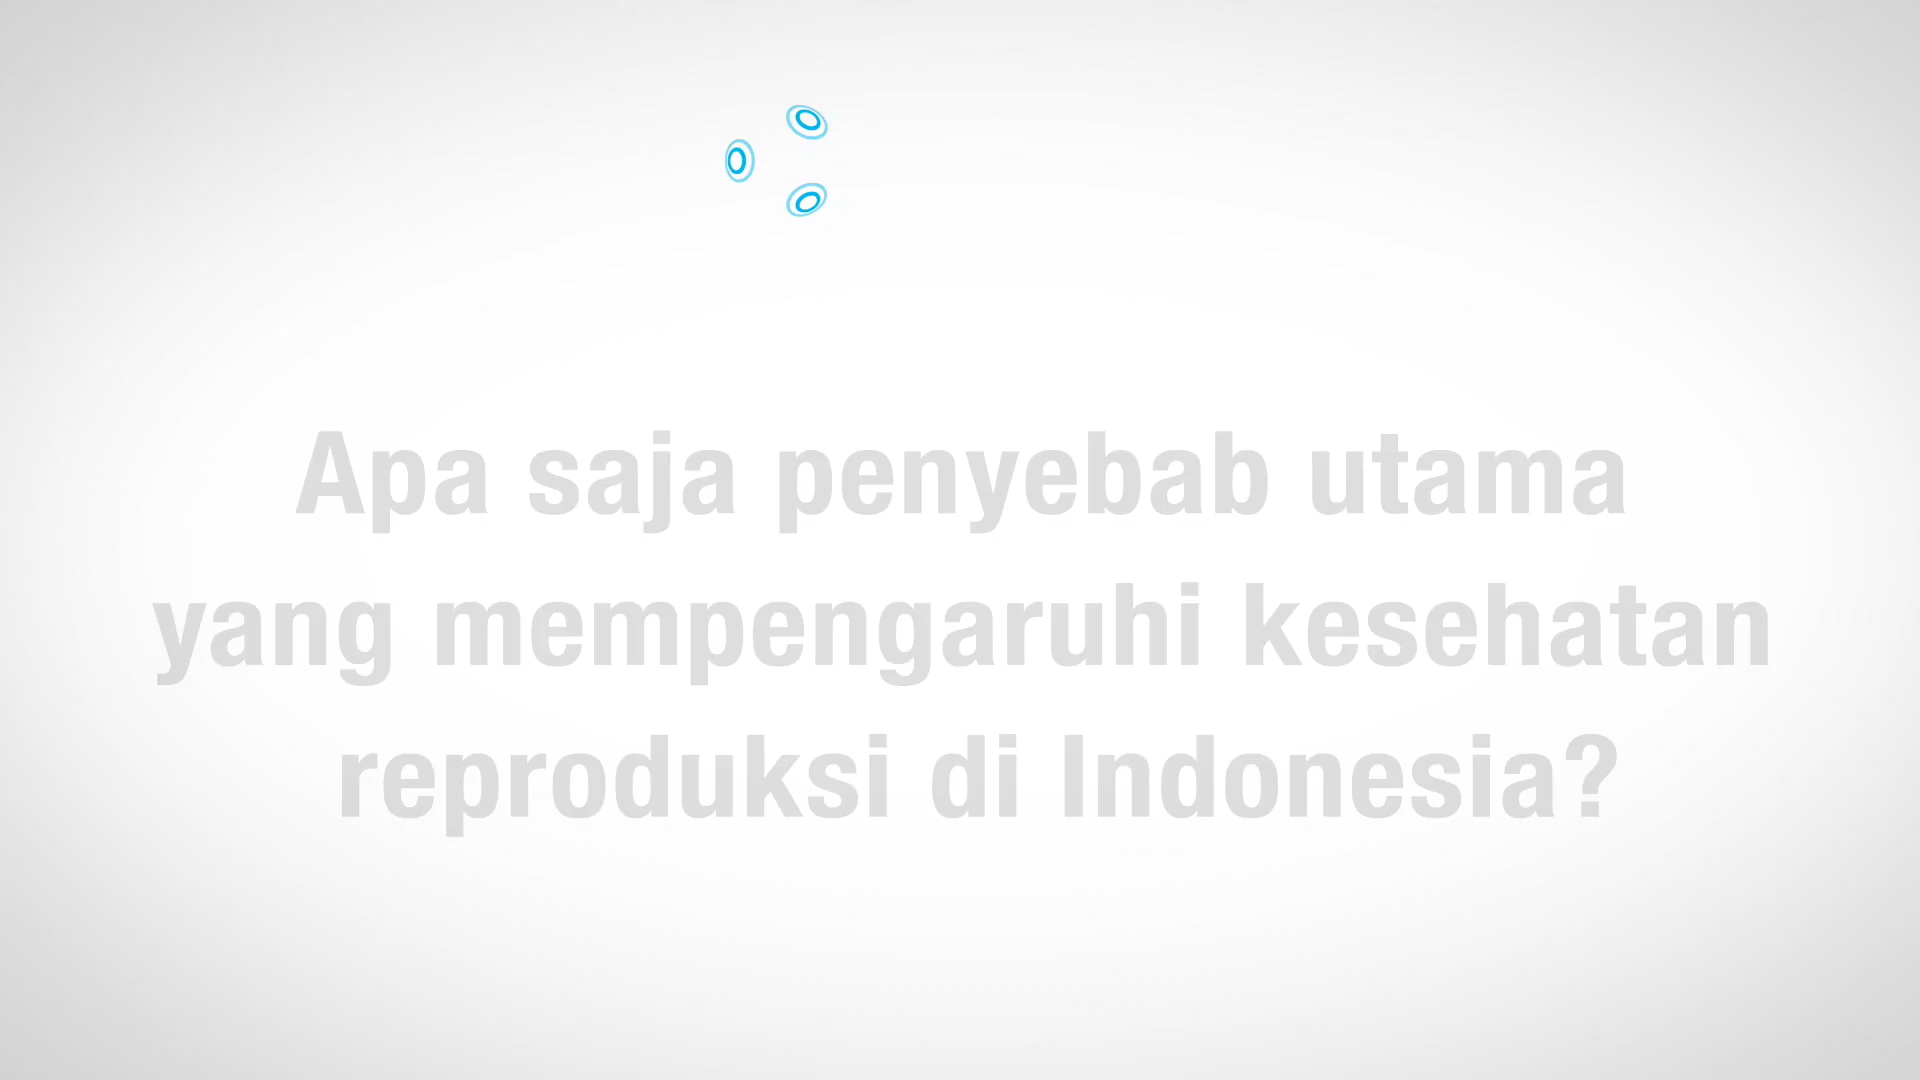 Apa saja penyebab utama
yang mempengaruhi kesehatan
reproduksi di Indonesia?